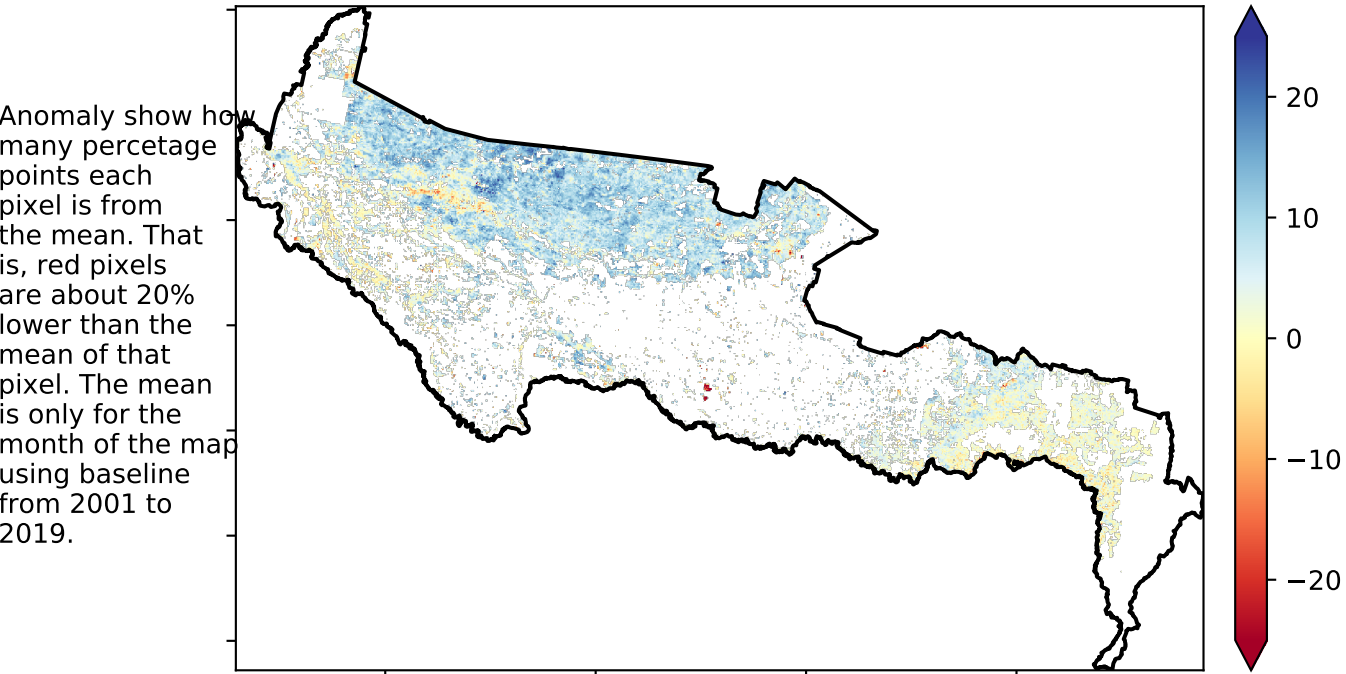 Anomaly show how
many percetage
points each
pixel is from
the mean. That
is, red pixels
are about 20%
lower than the
mean of that
pixel. The mean
is only for the
month of the map
using baseline
from 2001 to
2019.
20
10
0
−10
−20